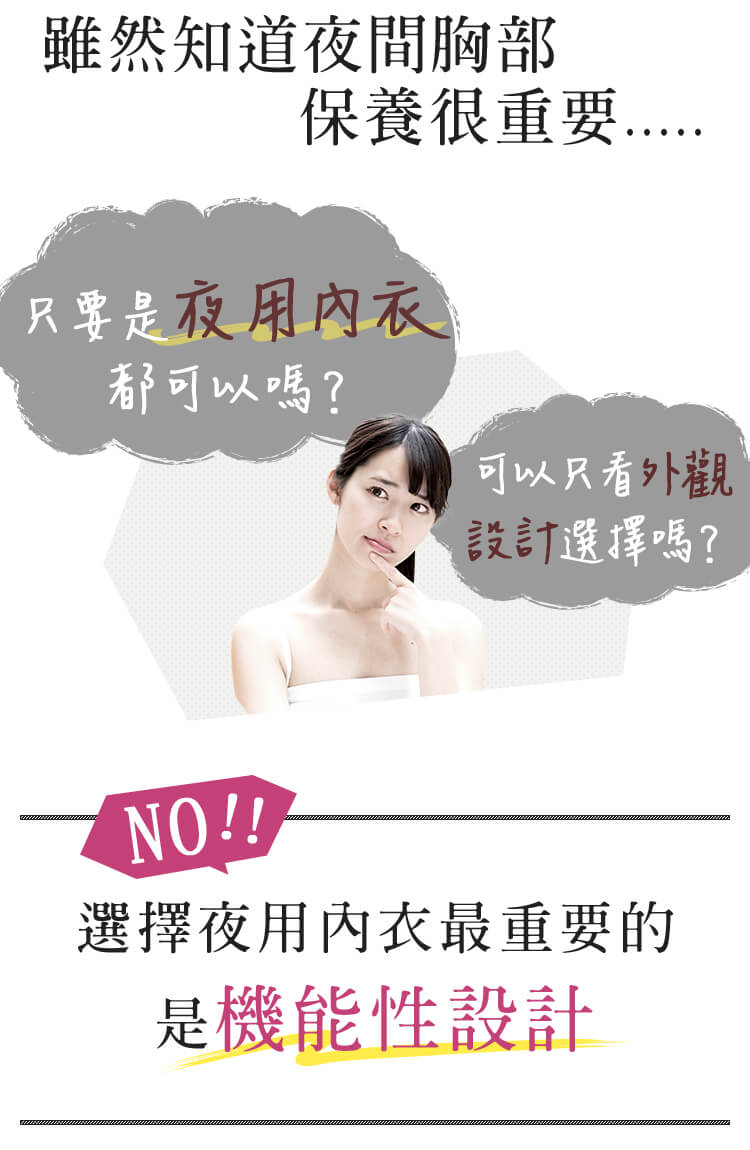 雖然知道夜間胸部
保養很重要.....
只要是夜用內衣
都可以嗎?
可以只看外觀
設計選擇嗎?
NO!!
選擇夜用內衣最重要的
是機能性設計